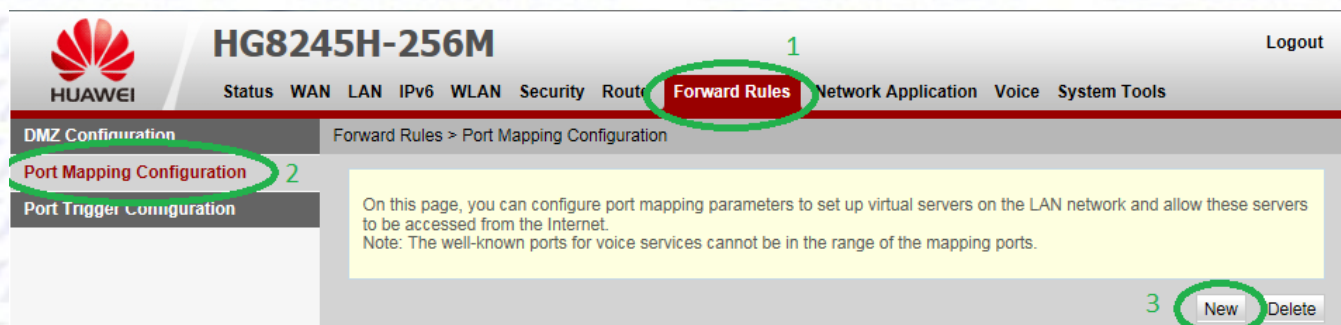 HG8245H-256M
1
Logout
HUAWEI
Status WAN LAN IPv6 WLAN Security Route Forward Rules Network Application Voice System Tools
DMZ Configuration
Forward Rules > Port Mapping Configuration
Port Mapping Configuration 2
Port Trigger Configuration
On this page, you can configure port mapping parameters to set up virtual servers on the LAN network and allow these servers
to be accessed from the Internet.
Note: The well-known ports for voice services cannot be in the range of the mapping ports.
3 New Delete